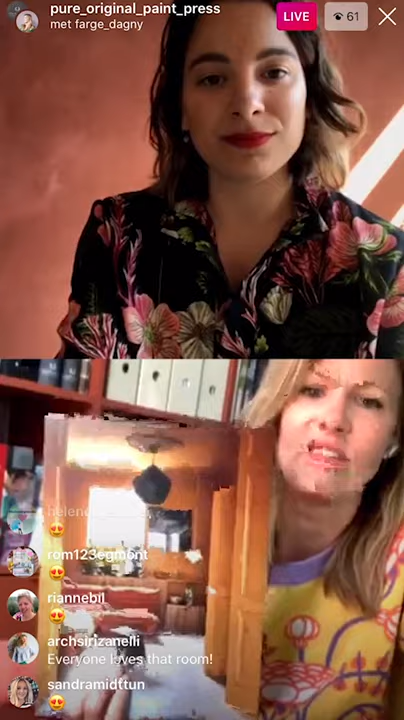 pure_original_paint_press
met farge_dagny
LIVE
61
rom123egmont
riannebil
archsirizanelli
Everyone loves that room!
sandramidttun